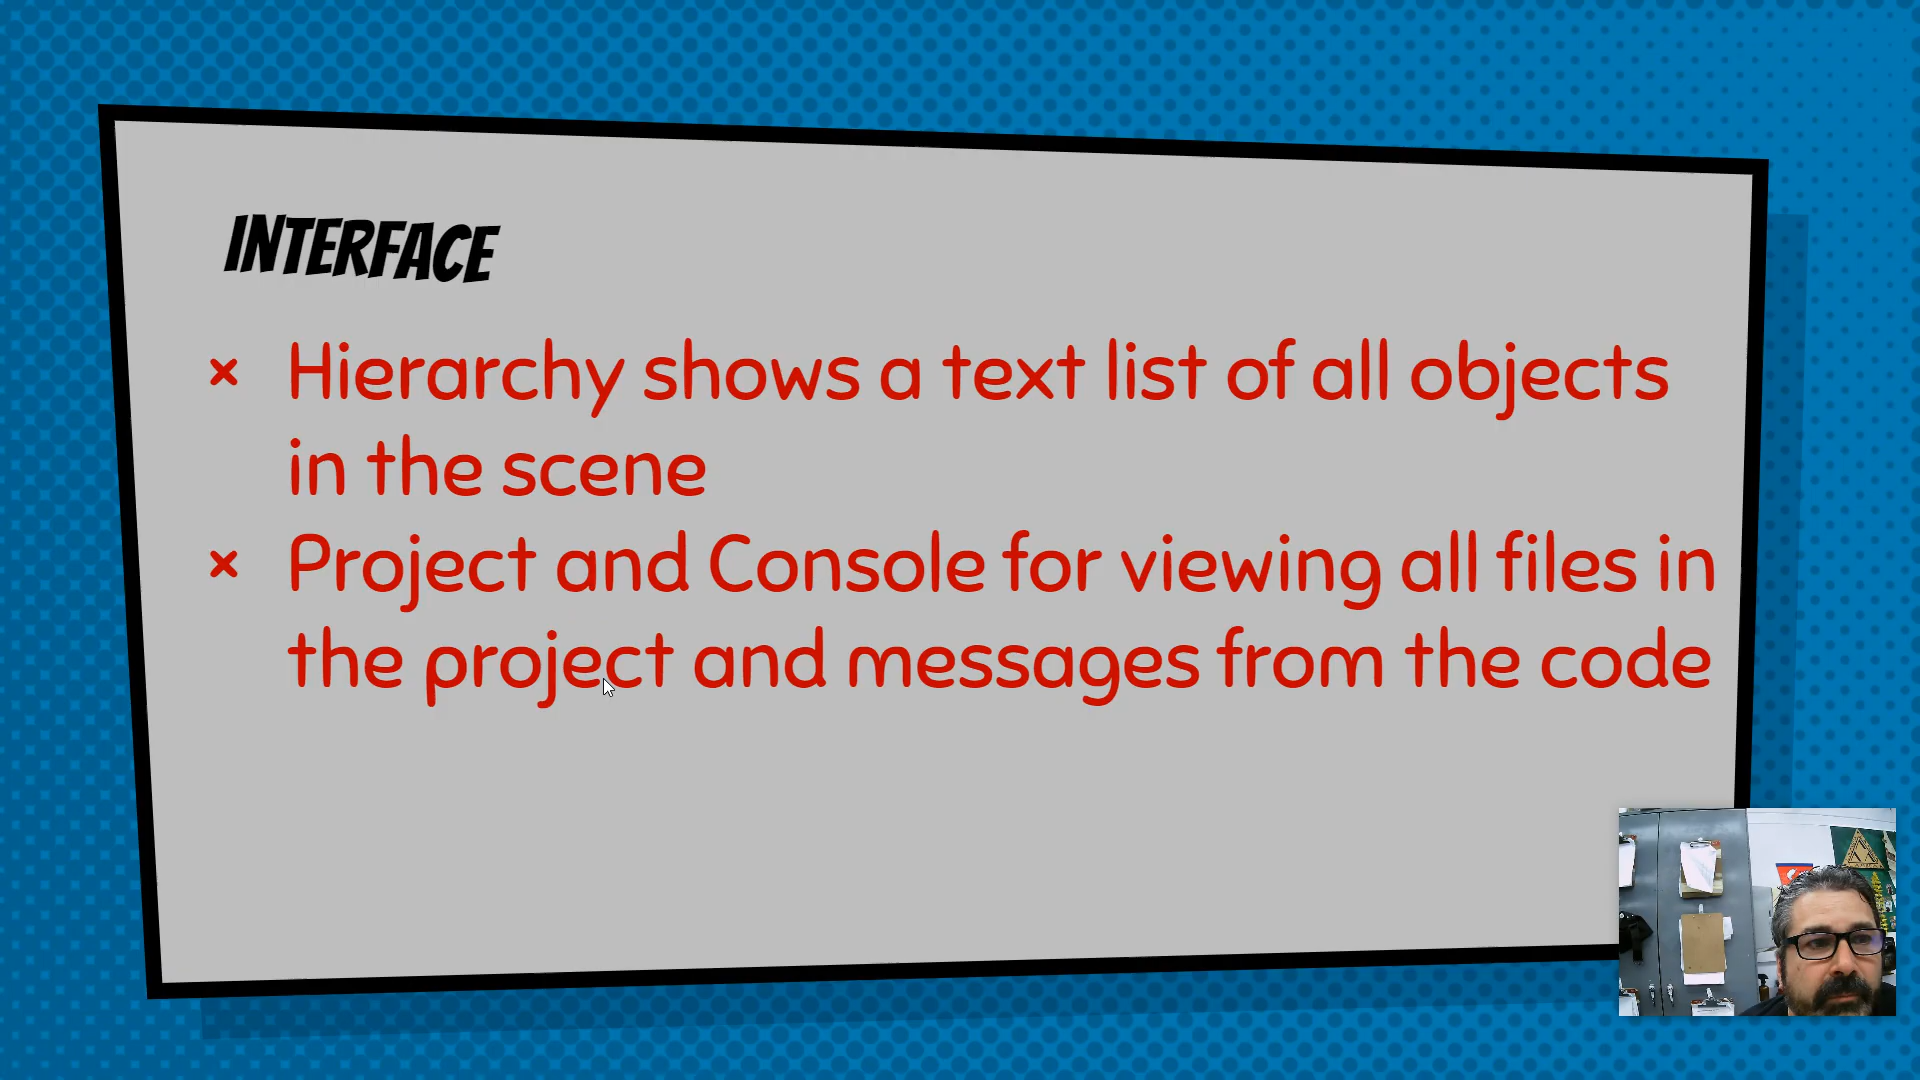 INTERFACE
× Hierarchy shows a text list of all objects
in the scene
× Project and Console for viewing all files in
the project and messages from the code